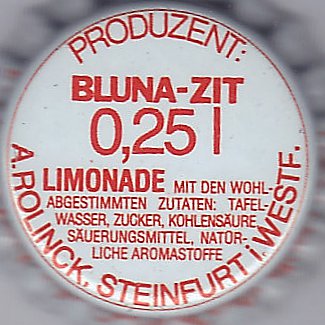 PRODUZENT:
BLUNA-ZIT
0,25 l
LIMONADE MIT DEN WOHL-
ABGESTIMMTEN ZUTATEN: TAFEL-
WASSER, ZUCKER, KOHLENSÄURE,
SÄUERUNGSMITTEL, NATÜR-
LICHE AROMASTOFFE
A.ROLINCK, STEINFURT i.WESTF.